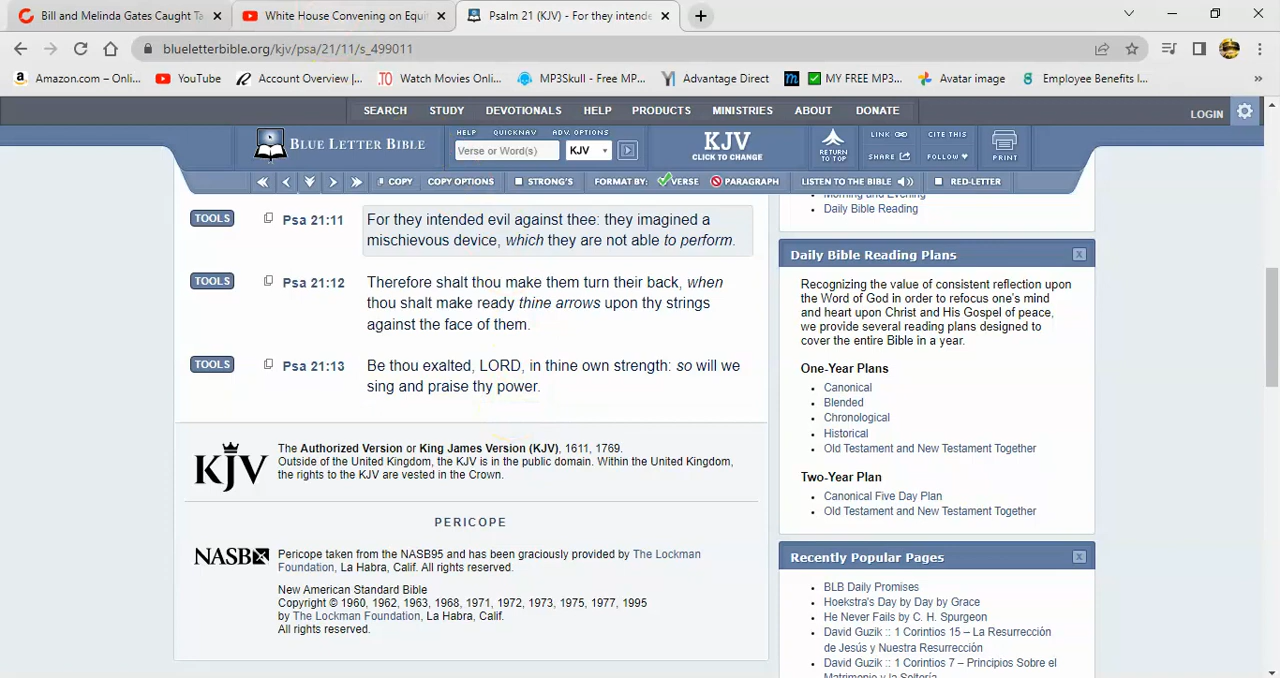 Bill and Melinda Gates Caught Ta
White House Convening on Equi
Psalm 21 (KJV) - For they intende
blueletterbible.org/kjv/psa/21/11/s_499011
Amazon.com – Onli...
YouTube
Account Overview |...
Watch Movies Onlin...
MP3Skull - Free MP...
Advantage Direct
MY FREE MP3...
Avatar image
Employee Benefits I...
»
SEARCH STUDY DEVOTIONALS HELP PRODUCTS MINISTRIES ABOUT DONATE
LOGIN
BLUE LETTER BIBLE
HELP QUICKNAV ADV. OPTIONS
Verse or Word(s)
KJV
KJV
CLICK TO CHANGE
RETURN
TO TOP
LINK
CITE THIS
SHARE
FOLLOW
PRINT
COPY COPY OPTIONS STRONG'S FORMAT BY: VERSE PARAGRAPH LISTEN TO THE BIBLE RED-LETTER
TOOLS Psa 21:11 For they intended evil against thee: they imagined a
mischievous device, which they are not able to perform.
TOOLS Psa 21:12 Therefore shalt thou make them turn their back, when
thou shalt make ready thine arrows upon thy strings
against the face of them.
TOOLS Psa 21:13 Be thou exalted, LORD, in thine own strength: so will we
sing and praise thy power.
KJV
The Authorized Version or King James Version (KJV), 1611, 1769.
Outside of the United Kingdom, the KJV is in the public domain. Within the United Kingdom,
the rights to the KJV are vested in the Crown.
PERICOPE
NASB
Pericope taken from the NASB95 and has been graciously provided by The Lockman
Foundation, La Habra, Calif. All rights reserved.
New American Standard Bible
Copyright © 1960, 1962, 1963, 1968, 1971, 1972, 1973, 1975, 1977, 1995
by The Lockman Foundation, La Habra, Calif.
All rights reserved.
Morning and Evening
Daily Bible Reading
Daily Bible Reading Plans
Recognizing the value of consistent reflection upon
the Word of God in order to refocus one's mind
and heart upon Christ and His Gospel of peace,
we provide several reading plans designed to
cover the entire Bible in a year.
One-Year Plans
Canonical
Blended
Chronological
Historical
Old Testament and New Testament Together
Two-Year Plan
Canonical Five Day Plan
Old Testament and New Testament Together
Recently Popular Pages
BLB Daily Promises
Hoekstra's Day by Day by Grace
He Never Fails by C. H. Spurgeon
David Guzik :: 1 Corintios 15 – La Resurrección
de Jesús y Nuestra Resurrección
David Guzik :: 1 Corintios 7 – Principios Sobre el
Matrimonio y la Soltería